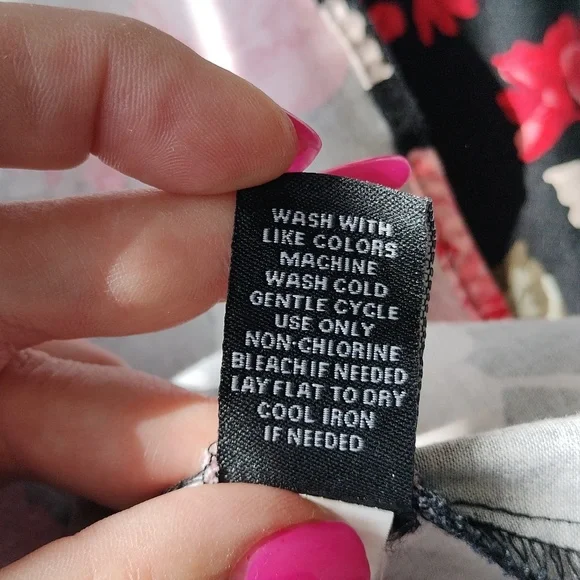 WASH WITH
LIKE COLORS
MACHINE
WASH COLD
GENTLE CYCLE
USE ONLY
NON-CHLORINE
BLEACH IF NEEDED
LAY FLAT TO DRY
COOL IRON
IF NEEDED